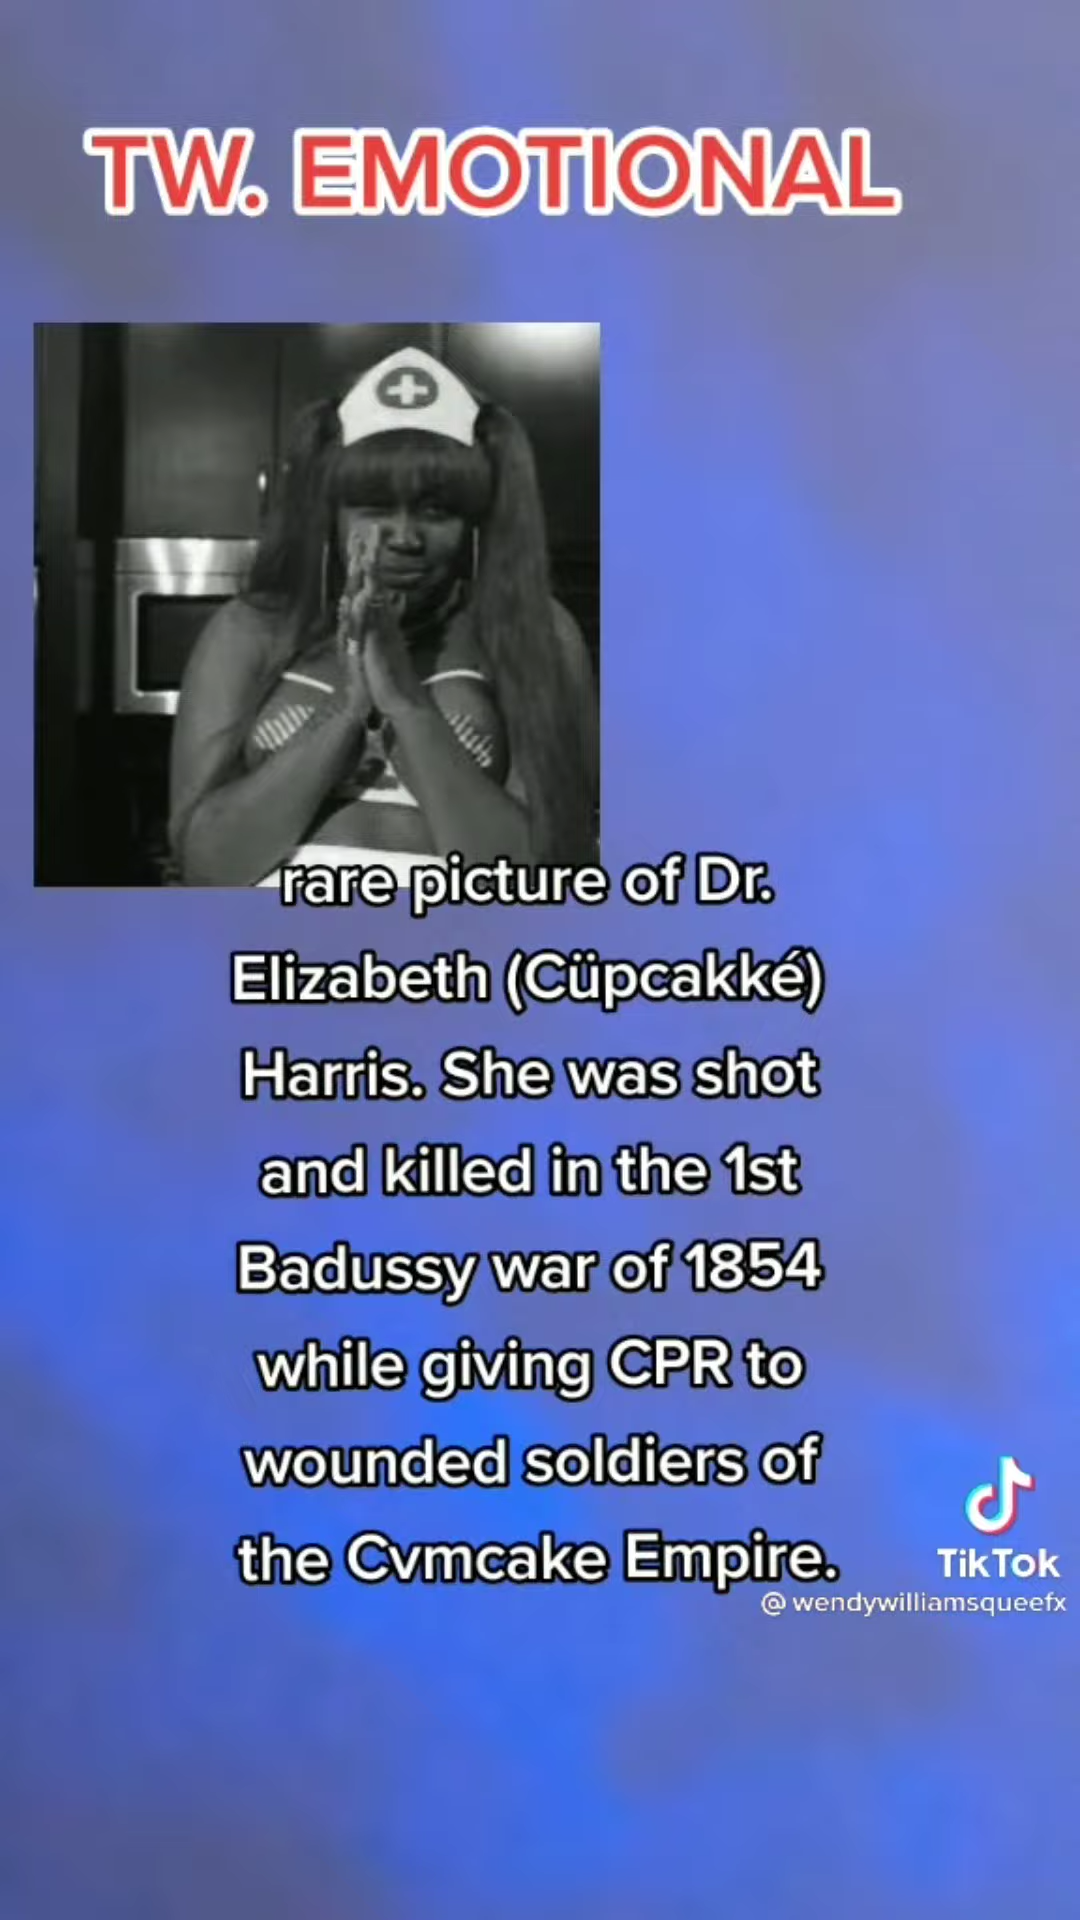 TW. EMOTIONAL
rare picture of Dr.
Elizabeth (Cüpcakké)
Harris. She was shot
and killed in the 1st
Badussy war of 1854
while giving CPR to
wounded soldiers of
the Cvmcake Empire.
TikTok
@wendywilliamsqueefx